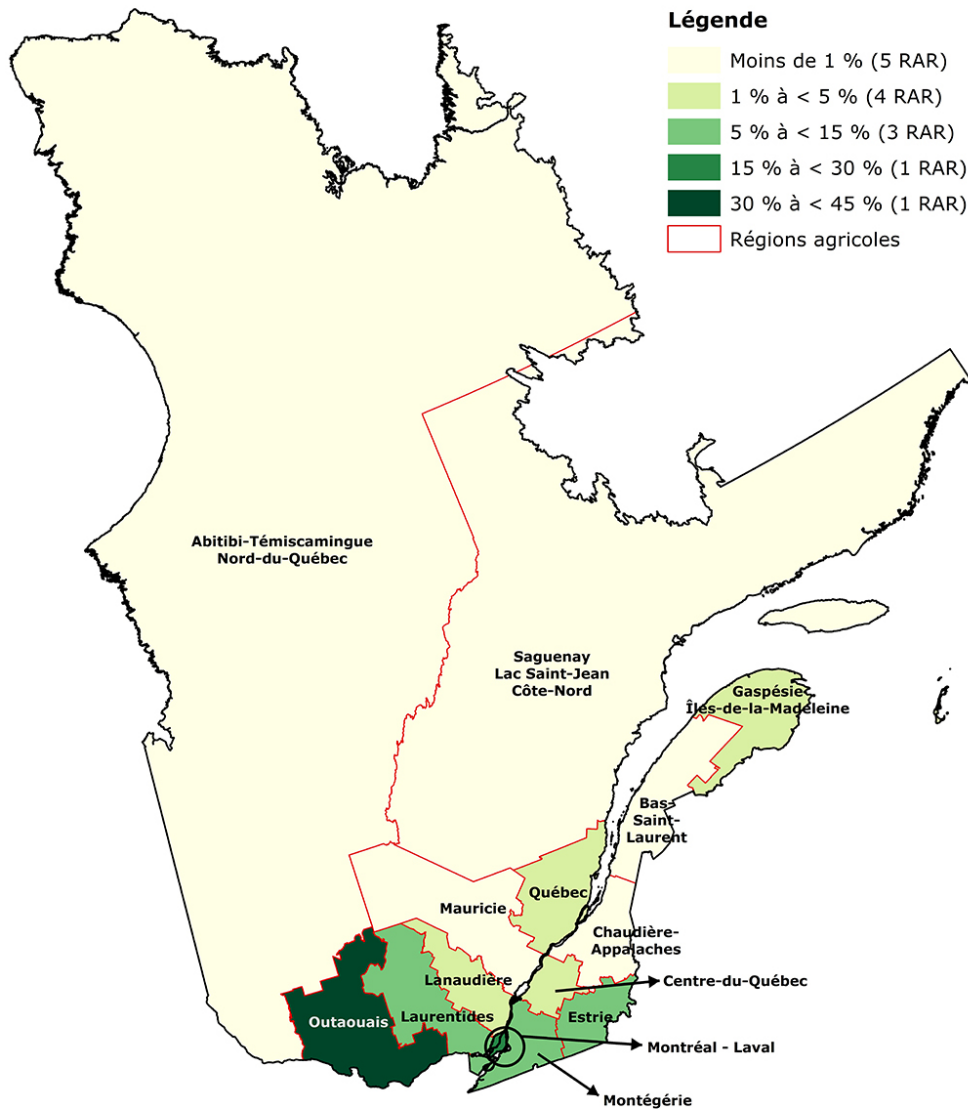 Légende
Moins de 1 % (5 RAR)
1 % à < 5 % (4 RAR)
5 % à < 15 % (3 RAR)
15 % à < 30 % (1 RAR)
30 % à < 45 % (1 RAR)
Régions agricoles
Abitibi-Témiscamingue
Nord-du-Québec
Saguenay
Lac Saint-Jean
Côte-Nord
Gaspésie-
Îles-de-la-Madeleine
Bas-
Saint-
Laurent
Québec
Mauricie
Chaudière-
Appalaches
Lanaudière
Centre-du-Québec
Outaouais
Laurentides
Estrie
Montréal - Laval
Montégérie